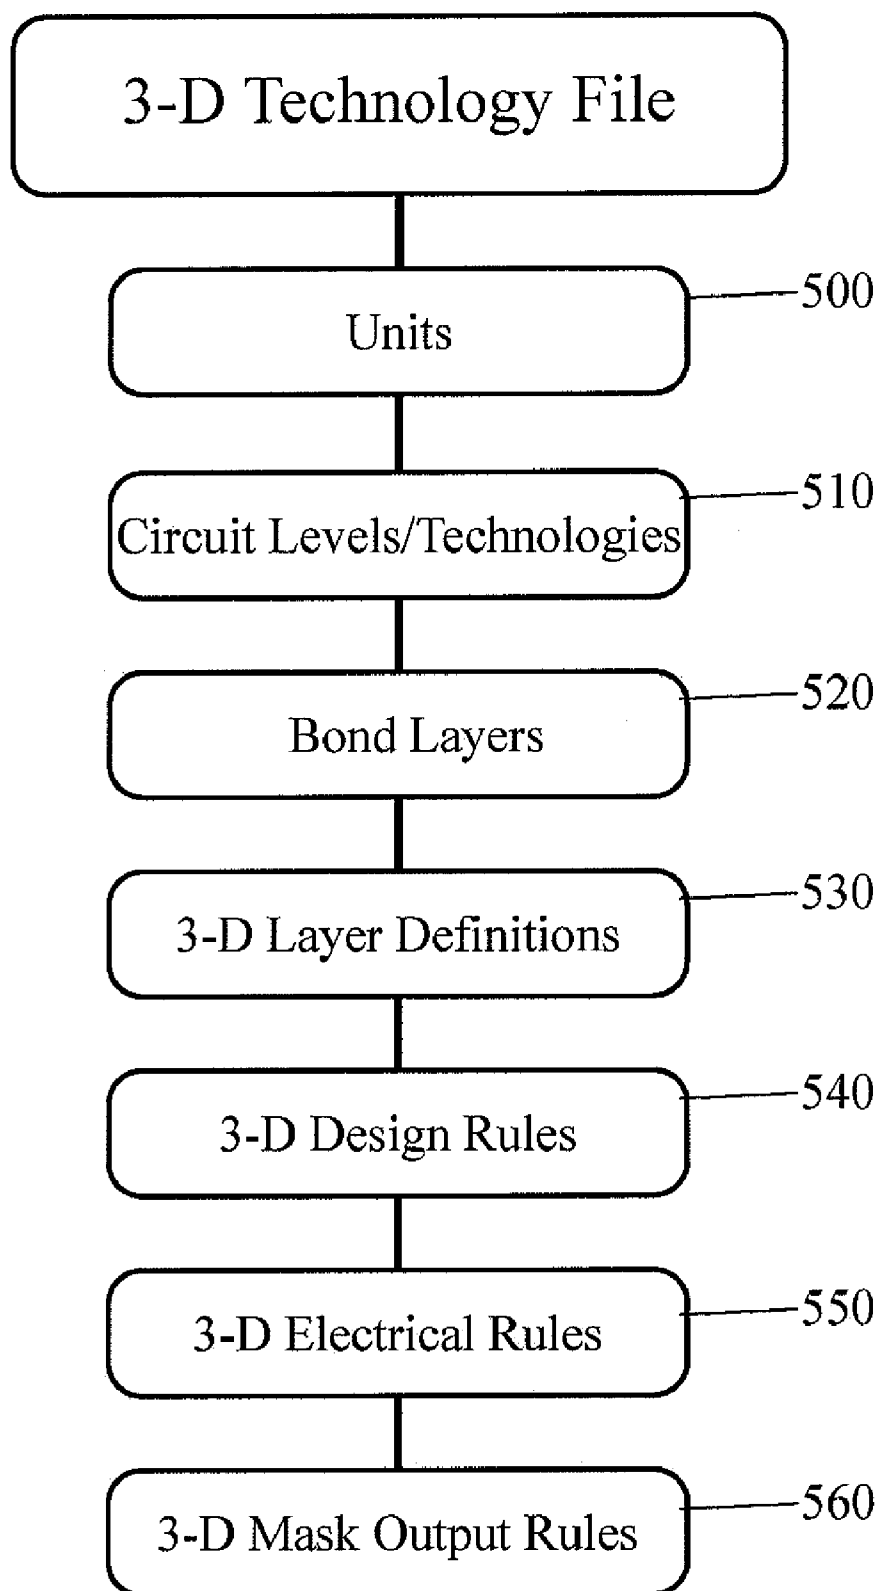 3-D Technology File
500
Units
510
Circuit Levels/Technologies
520
Bond Layers
530
3-D Layer Definitions
540
3-D Design Rules
550
3-D Electrical Rules
560
3-D Mask Output Rules